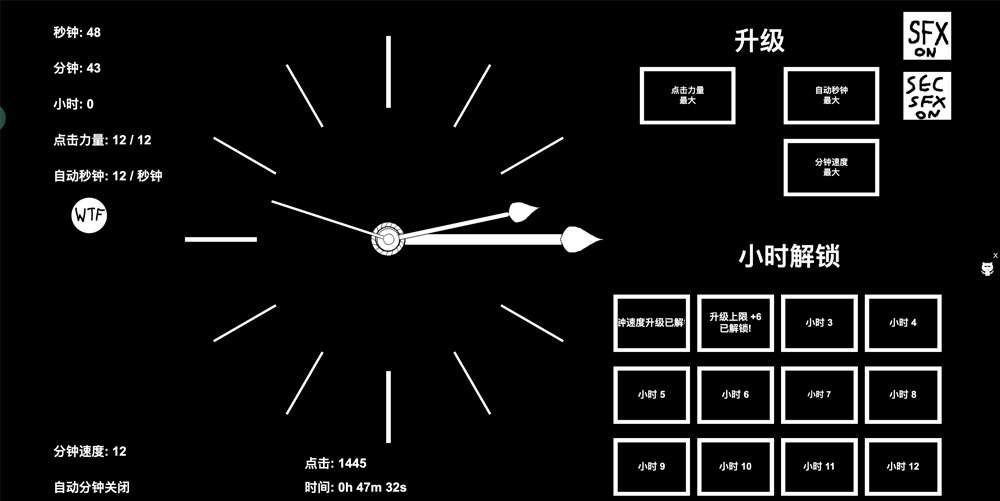 秒钟: 48
分钟: 43
小时: 0
点击力量: 12 / 12
自动秒钟: 12 / 秒钟
WTF
分钟速度: 12
自动分钟关闭
点击: 1445
时间: 0h 47m 32s
升级
SFX
ON
SEC
SFX
ON
点击力量
最大
自动秒钟
最大
分钟速度
最大
x
小时解锁
钟速度升级已解
升级上限 +6
已解锁!
小时 3
小时 4
小时 5
小时 6
小时 7
小时 8
小时 9
小时 10
小时 11
小时 12